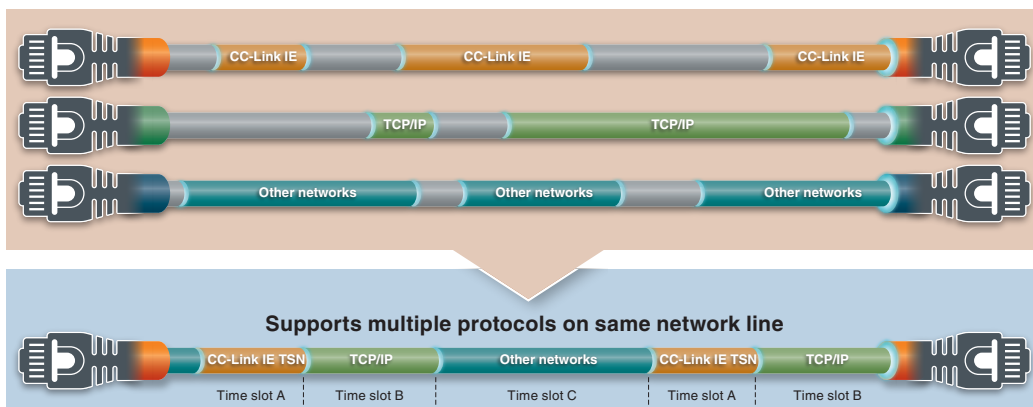 CC-Link IE CC-Link IE CC-Link IE
TCP/IP TCP/IP
Other networks Other networks Other networks
Supports multiple protocols on same network line
CC-Link IE TSN TCP/IP Other networks CC-Link IE TSN TCP/IP
Time slot A Time slot B Time slot C Time slot A Time slot B